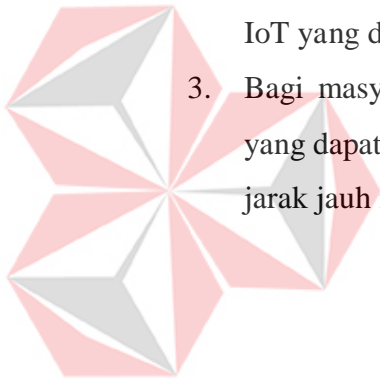 IoT yang d
3. Bagi masy
yang dapat
jarak jauh